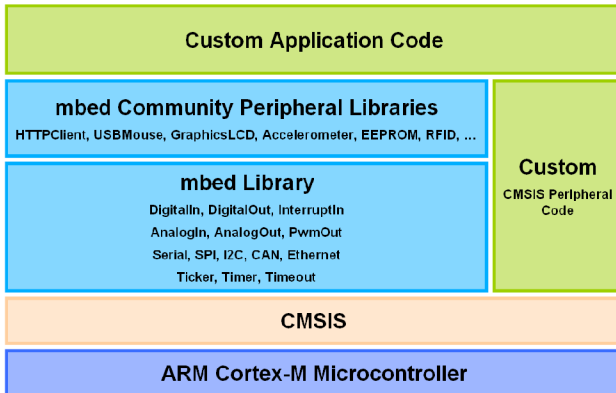 Custom Application Code
mbed Community Peripheral Libraries
HTTPClient, USBMouse, GraphicsLCD, Accelerometer, EEPROM, RFID, ...
mbed Library
DigitalIn, DigitalOut, InterruptIn
AnalogIn, AnalogOut, PwmOut
Serial, SPI, I2C, CAN, Ethernet
Ticker, Timer, Timeout
Custom
CMSIS Peripheral
Code
CMSIS
ARM Cortex-M Microcontroller